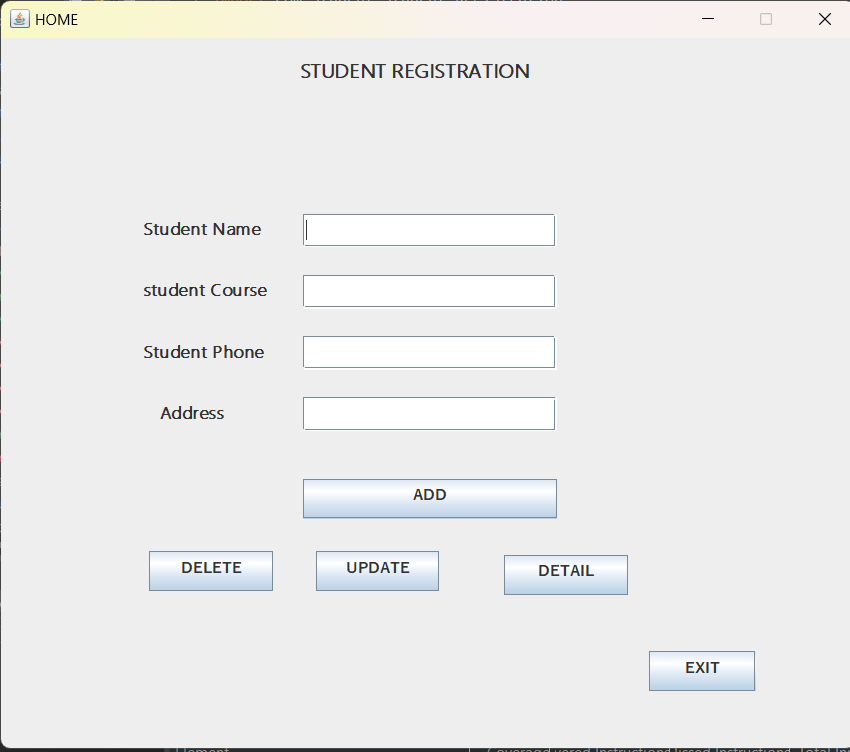 HOME
STUDENT REGISTRATION
Student Name
student Course
Student Phone
Address
ADD
DELETE UPDATE DETAIL
EXIT